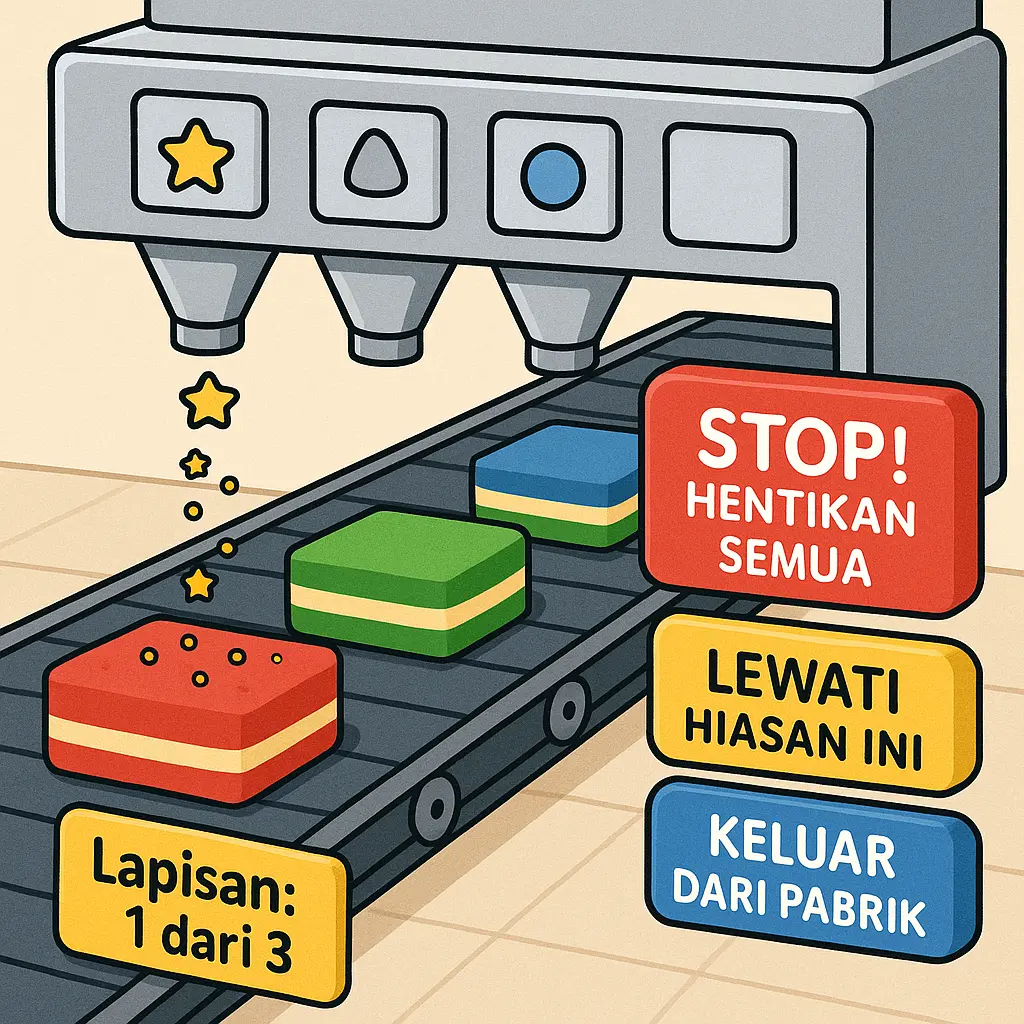 STOP!
HENTIKAN
SEMUA
LEWATI
HIASAN INI
KELUAR
DARI PABRIK
Lapisan:
1 dari 3